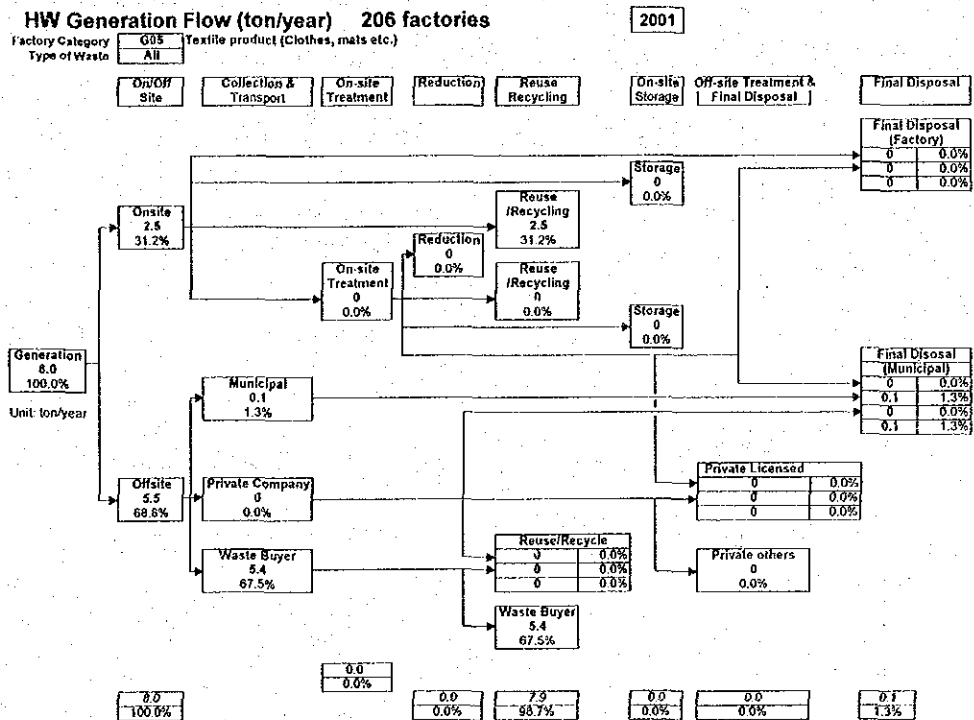 HW Generation Flow (ton/year) 206 factories 2001
Factory Category G05 Textile product (Clothes, mats etc.)
Type of Waste All
On/Off Site
Collection & Transport
On-site Treatment
Reduction
Reuse Recycling
On-site Storage
Off-site Treatment & Final Disposal
Final Disposal
Final Disposal (Factory)
0 0.0%
0 0.0%
0 0.0%
Storage
0
0.0%
Onsite
2.5
31.2%
Reuse /Recycling
2.5
31.2%
Reduction
0
0.0%
On-site Treatment
0
0.0%
Reuse /Recycling
0
0.0%
Storage
0
0.0%
Generation
8.0
100.0%
Unit: ton/year
Municipal
0.1
1.3%
Final Disosal (Municipal)
0 0.0%
0.1 1.3%
0 0.0%
0.1 1.3%
Offsite
5.5
68.8%
Private Company
0
0.0%
Private Licensed
0 0.0%
0 0.0%
0 0.0%
Waste Buyer
5.4
67.5%
Reuse/Recycle
0 0.0%
0 0.0%
0 0.0%
Private others
0
0.0%
Waste Buyer
5.4
67.5%
0.0
0.0%
8.0 0.0 7.9 0.0 0.0 0.1
100.0% 0.0% 98.7% 0.0% 0.0% 1.3%